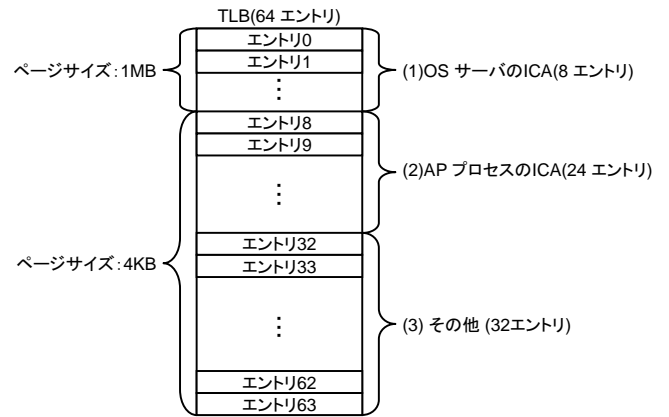 TLB(64 エントリ)
エントリ0
エントリ1
⋮
ページサイズ:1MB
(1)OS サーバのICA(8 エントリ)
エントリ8
エントリ9
⋮
(2)AP プロセスのICA(24 エントリ)
ページサイズ:4KB
エントリ32
エントリ33
⋮
(3) その他 (32エントリ)
エントリ62
エントリ63